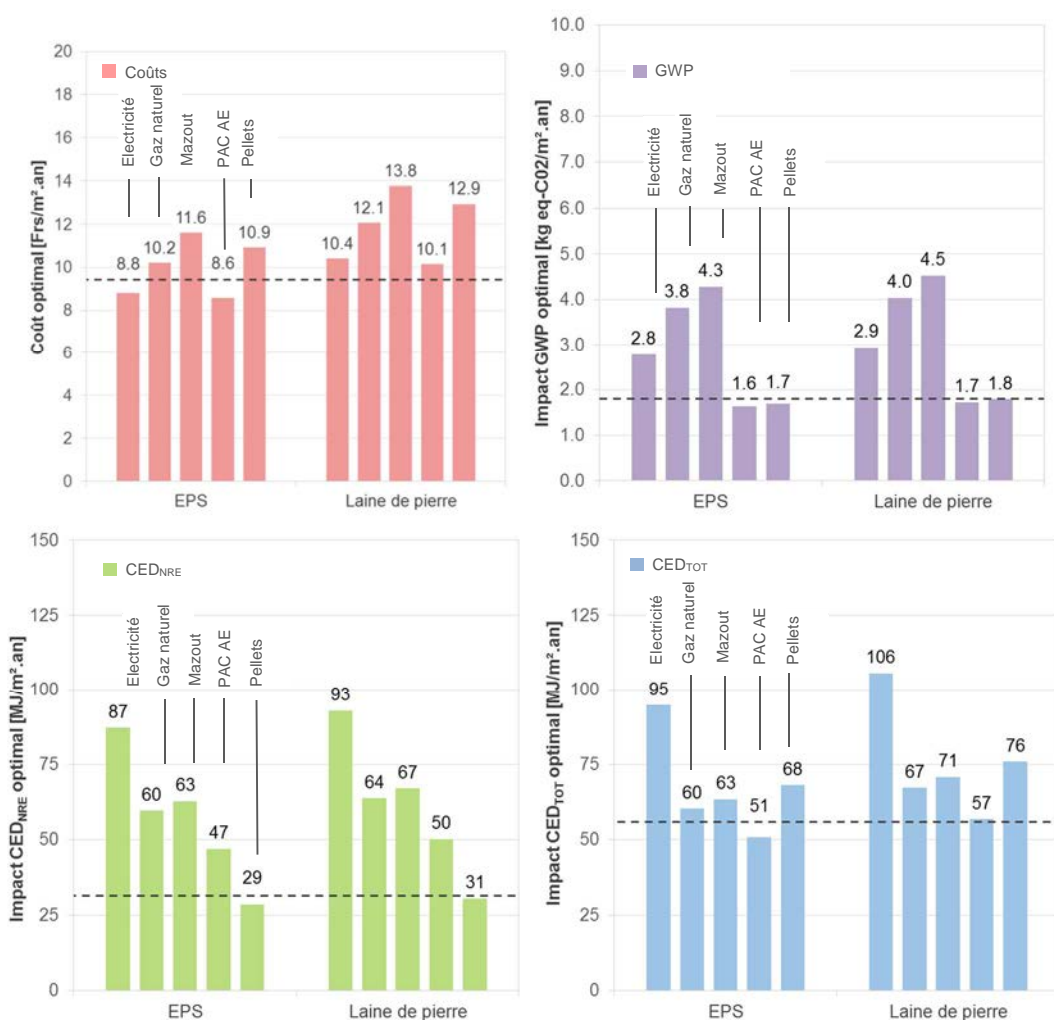 Coûts
Coût optimal [Frs/m².an]
20
18
16
14
12
10
8
6
4
2
0
Electricité
Gaz naturel
Mazout
PAC AE
Pellets
8.8
10.2
11.6
8.6
10.9
10.4
12.1
13.8
10.1
12.9
EPS
Laine de pierre
GWP
Impact GWP optimal [kg eq-C02/m².an]
10.0
9.0
8.0
7.0
6.0
5.0
4.0
3.0
2.0
1.0
0.0
Electricité
Gaz naturel
Mazout
PAC AE
Pellets
2.8
3.8
4.3
1.6
1.7
2.9
4.0
4.5
1.7
1.8
EPS
Laine de pierre
CEDNRE
Impact CEDNRE optimal [MJ/m².an]
150
125
100
75
50
25
0
Electricité
Gaz naturel
Mazout
PAC AE
Pellets
87
60
63
47
29
93
64
67
50
31
EPS
Laine de pierre
CEDTOT
Impact CEDTOT optimal [MJ/m².an]
150
125
100
75
50
25
0
Electricité
Gaz naturel
Mazout
PAC AE
Pellets
95
60
63
51
68
106
67
71
57
76
EPS
Laine de pierre